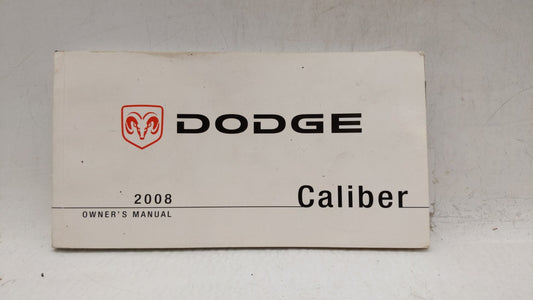 DODGE
2008 Caliber
OWNER'S MANUAL